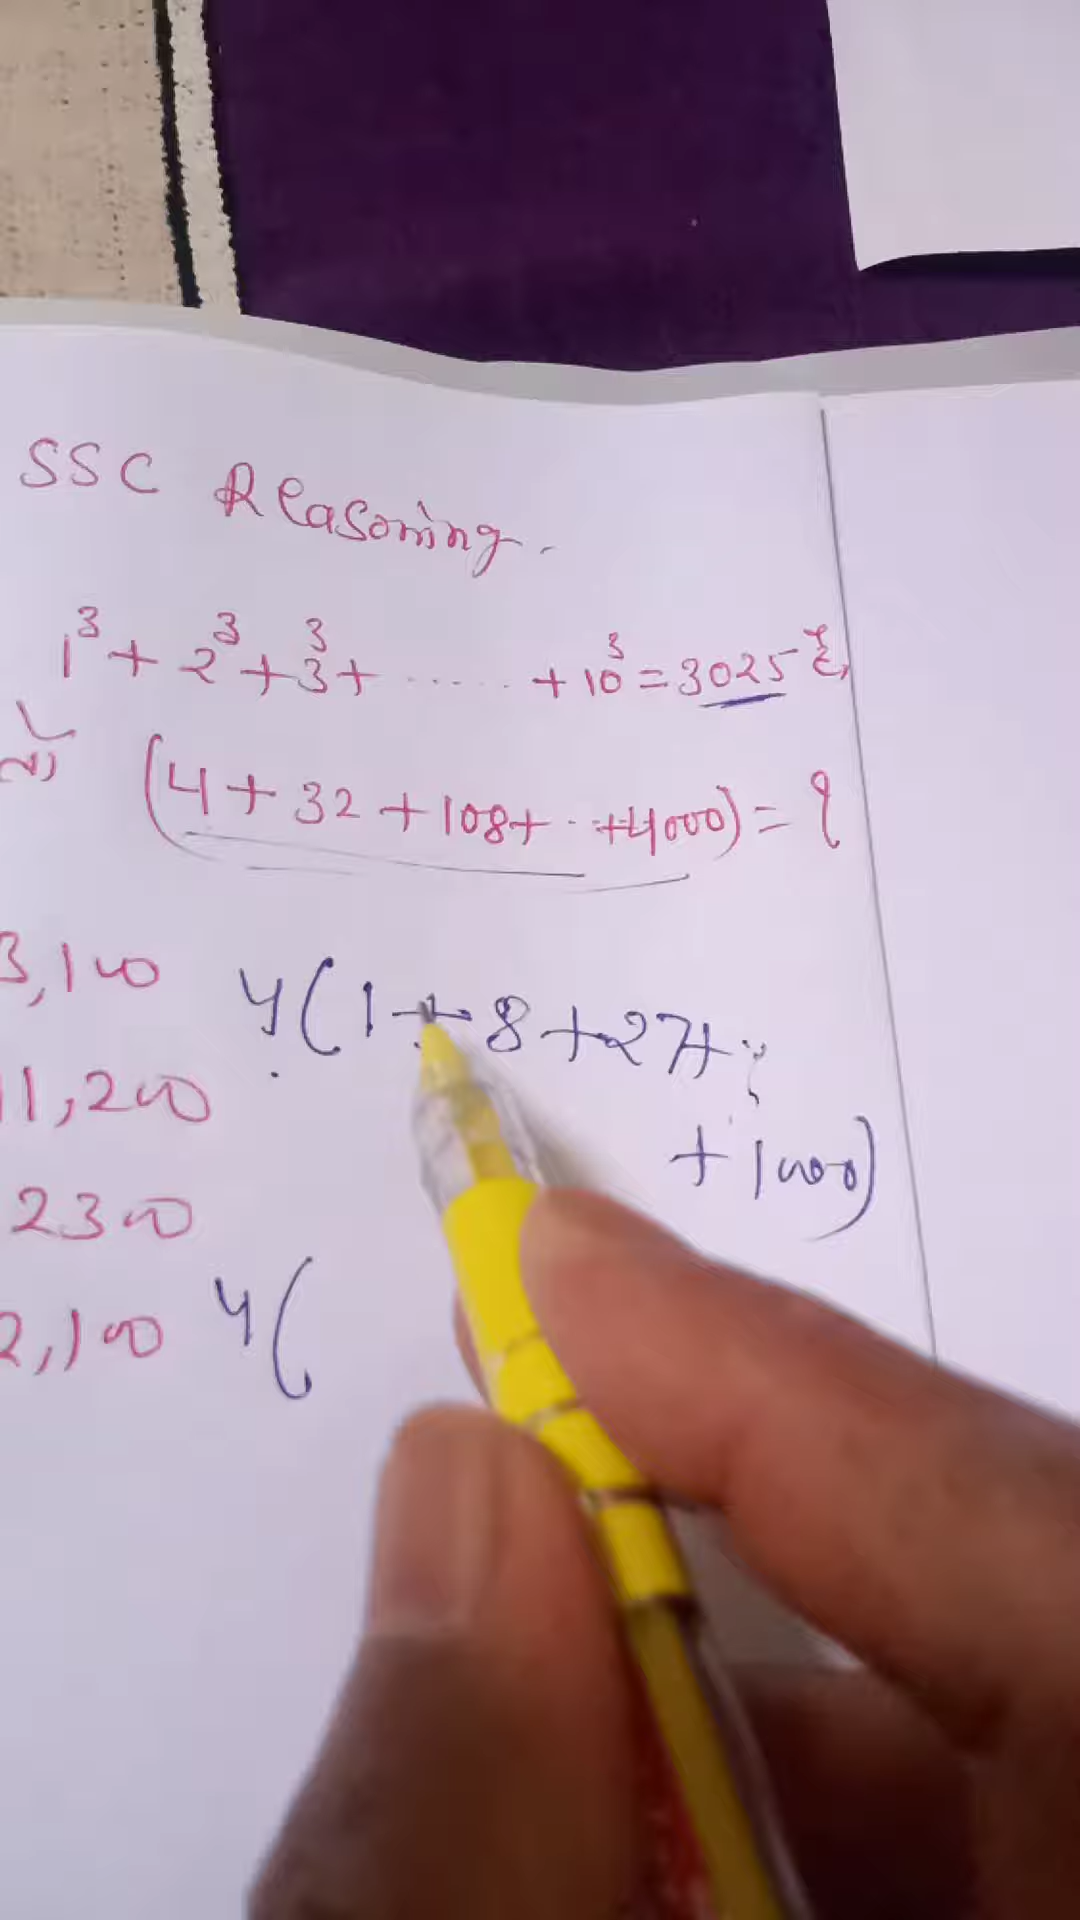 SSC Reasoning.
1³ + 2³ + 3³ + ...... + 10³ = 3025
(4 + 32 + 108 + ... + 4000) = ?
3,100
4(1 + 8 + 27 +
+ 1000)
11,200
2300
2,100
4(